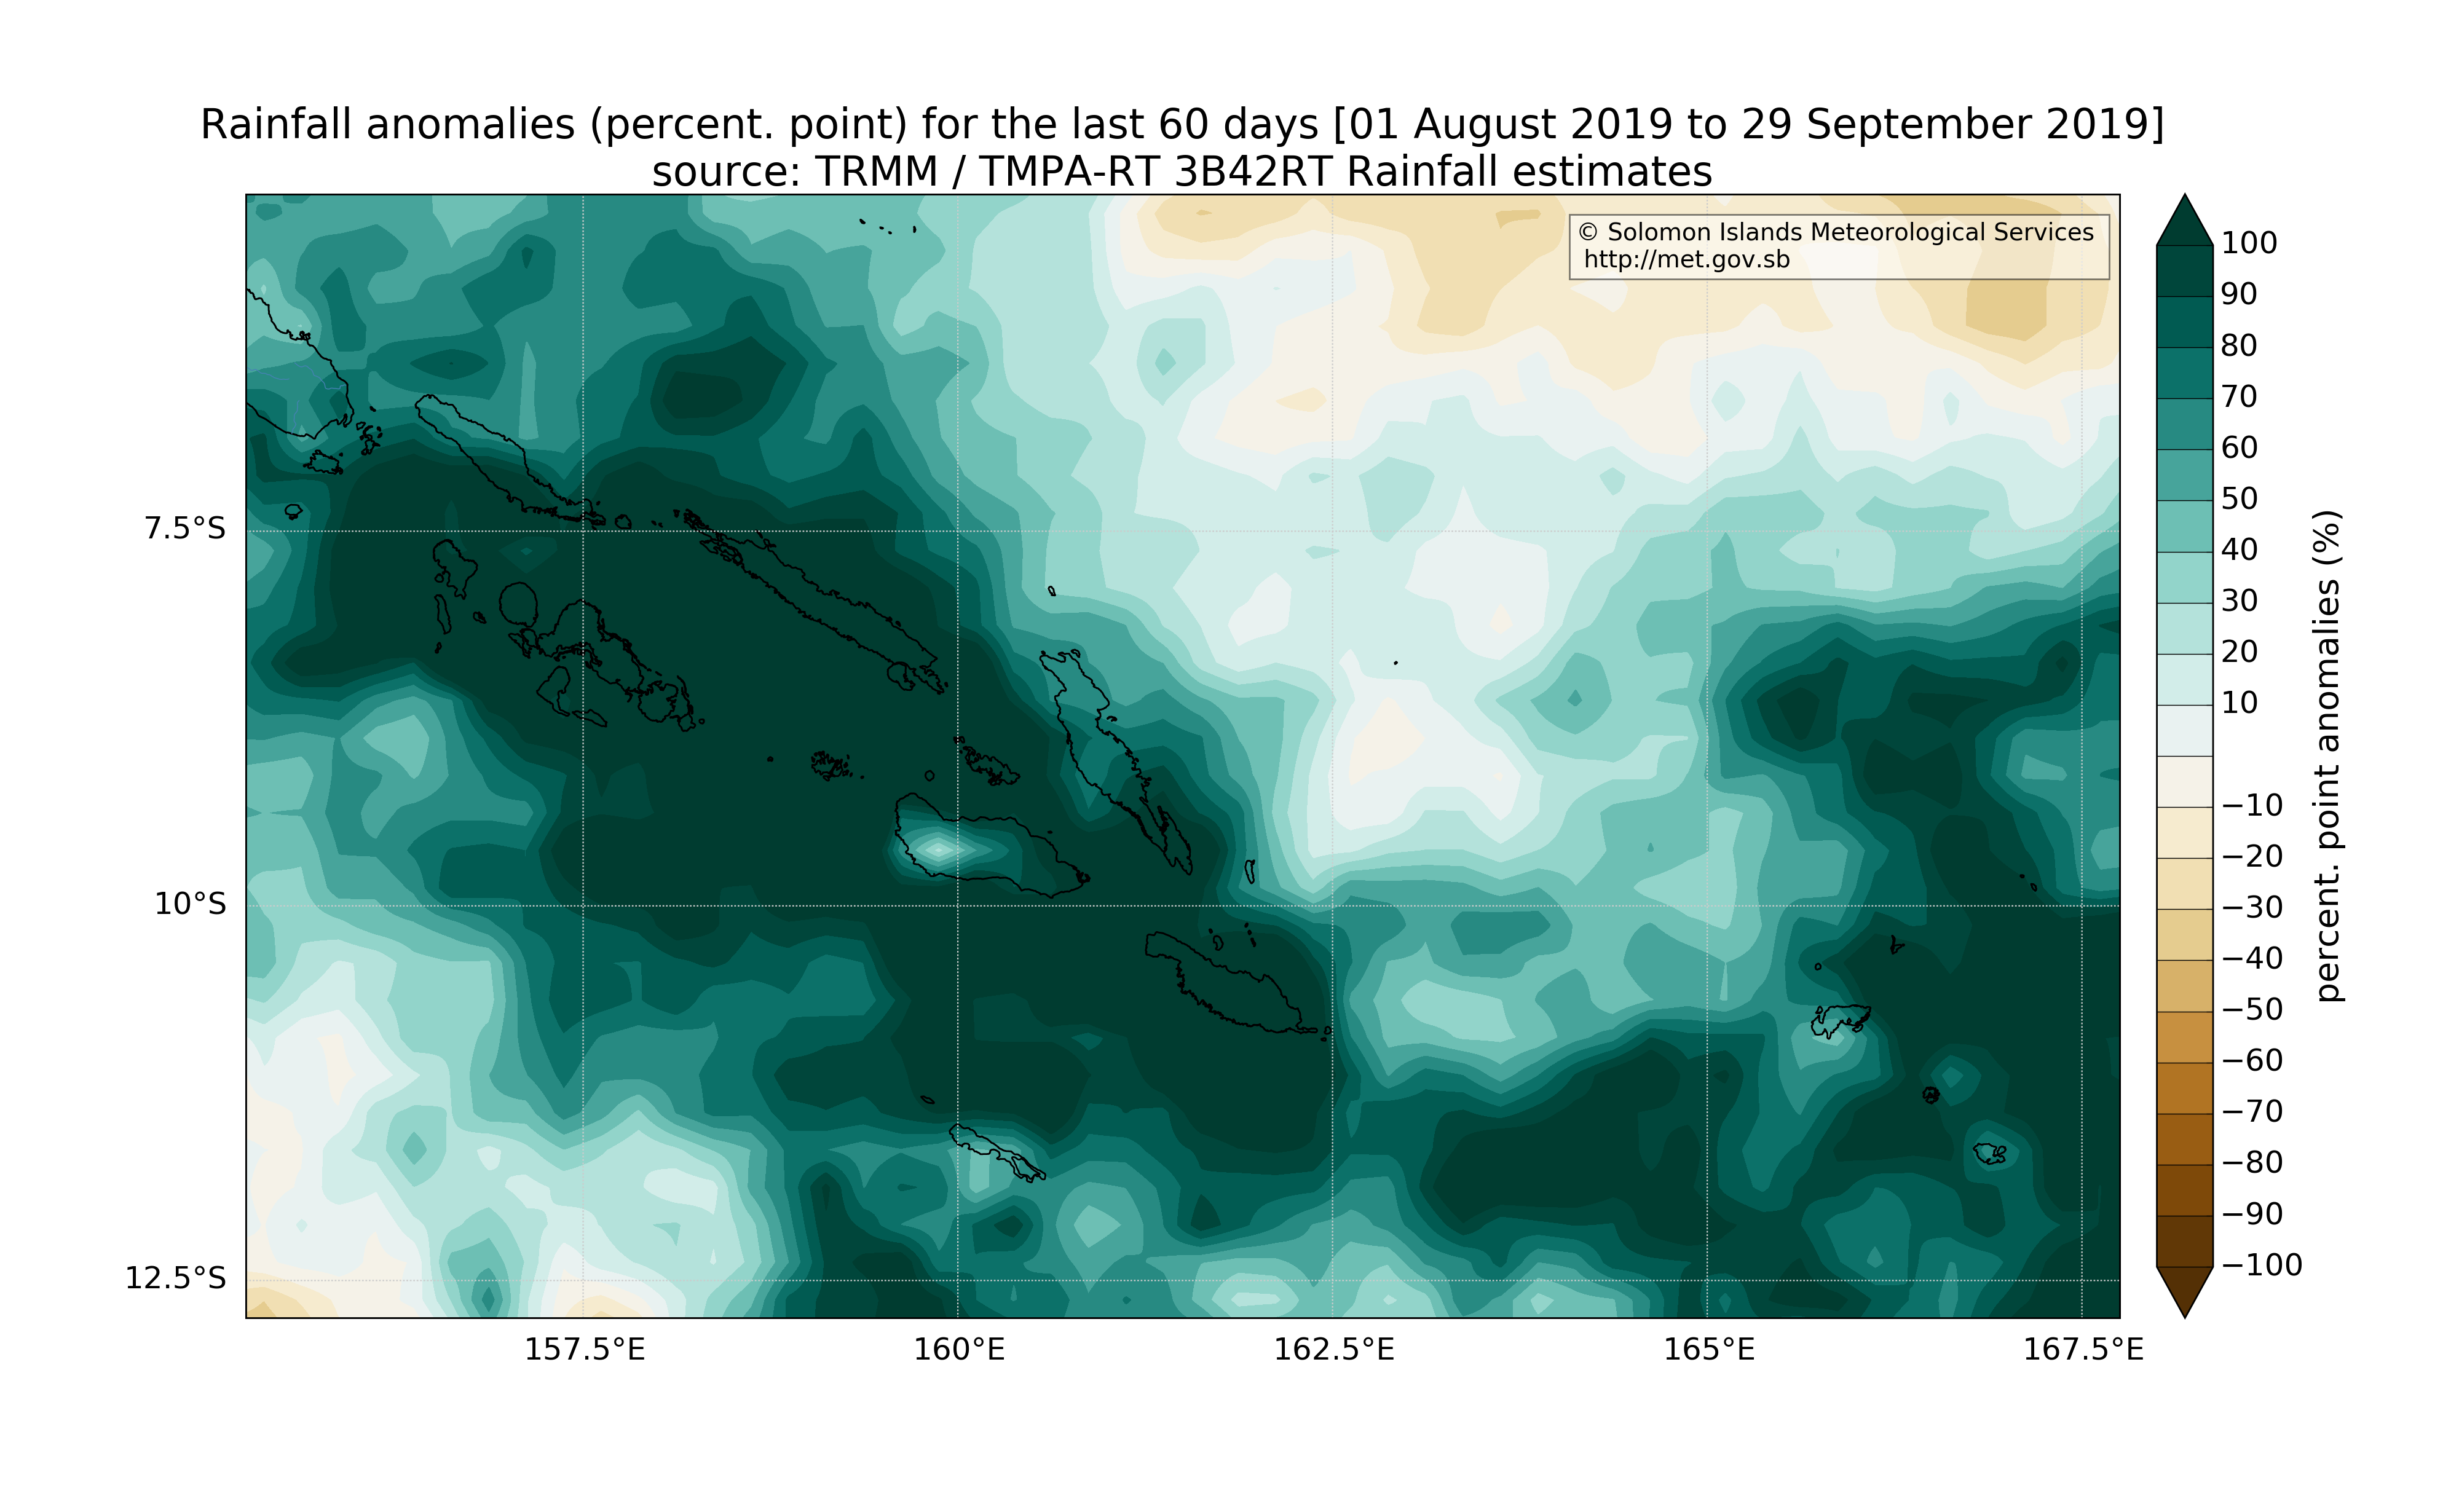 Rainfall anomalies (percent. point) for the last 60 days [01 August 2019 to 29 September 2019]
source: TRMM / TMPA-RT 3B42RT Rainfall estimates
© Solomon Islands Meteorological Services
http://met.gov.sb
7.5°S
10°S
12.5°S
157.5°E
160°E
162.5°E
165°E
167.5°E
100
90
80
70
60
50
40
30
20
10
−10
−20
−30
−40
−50
−60
−70
−80
−90
−100
percent. point anomalies (%)